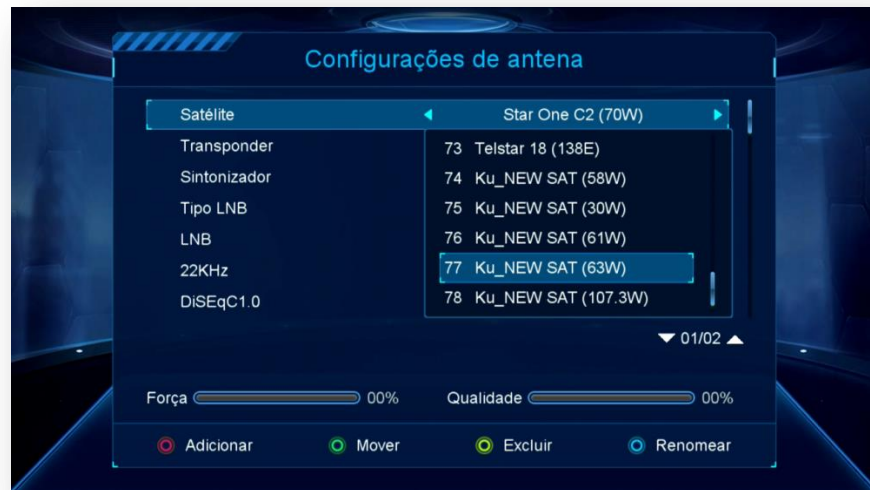 Configurações de antena
Satélite Star One C2 (70W)
Transponder 73 Telstar 18 (138E)
Sintonizador 74 Ku_NEW SAT (58W)
Tipo LNB 75 Ku_NEW SAT (30W)
LNB 76 Ku_NEW SAT (61W)
22KHz 77 Ku_NEW SAT (63W)
DiSEqC1.0 78 Ku_NEW SAT (107.3W)
01/02
Força 00% Qualidade 00%
Adicionar Mover Excluir Renomear